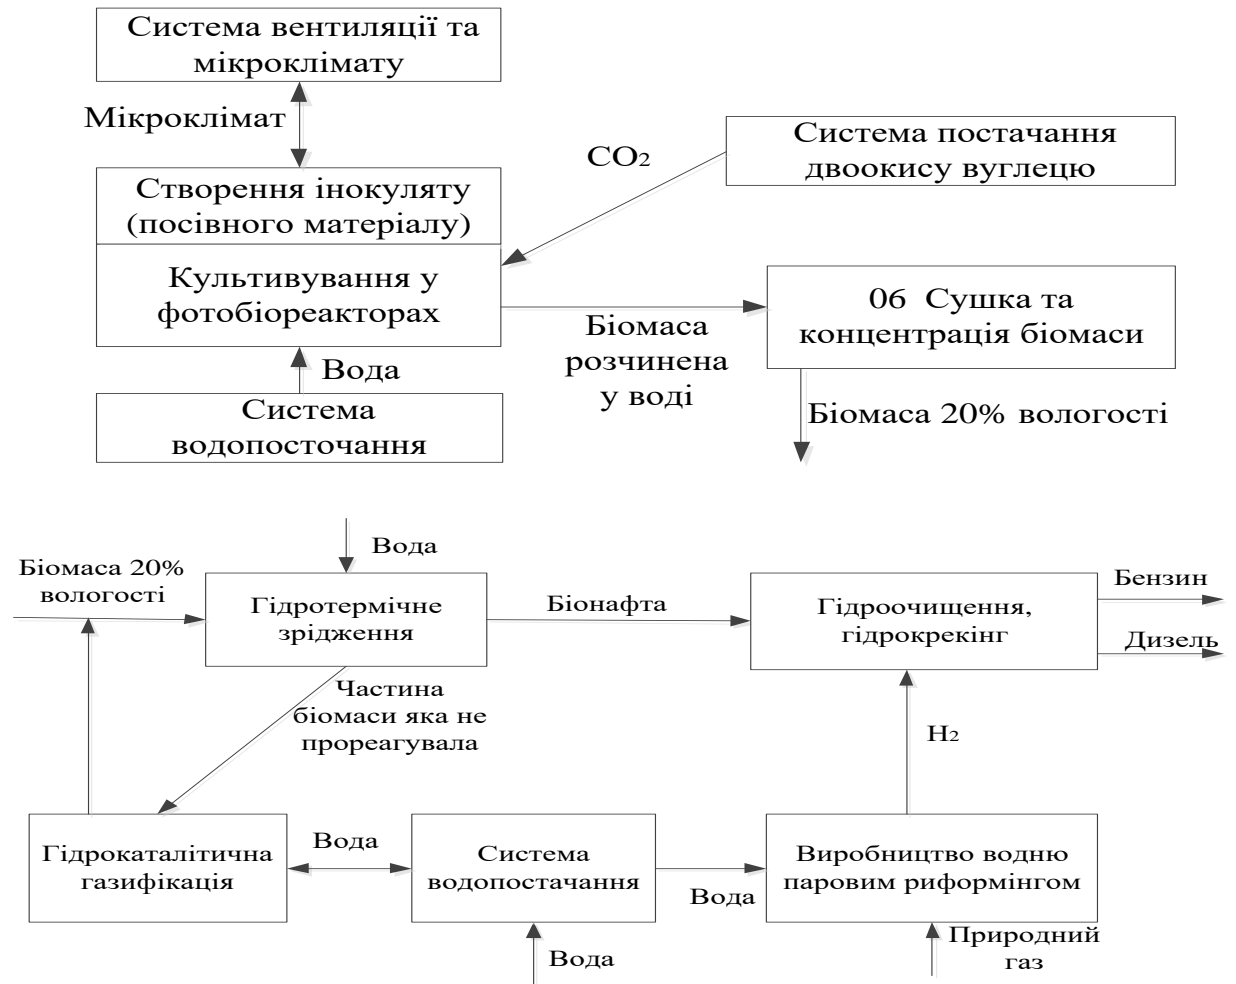 Система вентиляції та
мікроклімату
Мікроклімат
Система постачання
двоокису вуглецю
CO₂
Створення інокуляту
(посівного матеріалу)
Культивування у
фотобіореакторах
06 Сушка та
концентрація біомаси
Біомаса
розчинена
у воді
Вода
Система
водопосточання
Біомаса 20% вологості
Вода
Біомаса 20%
вологості
Гідротермічне
зрідження
Біонафта
Гідроочищення,
гідрокрекінг
Бензин
Дизель
Частина
біомаси яка не
прореагувала
H₂
Гідрокаталітична
газифікація
Вода
Система
водопостачання
Вода
Виробництво водню
паровим риформінгом
Вода
Природний
газ